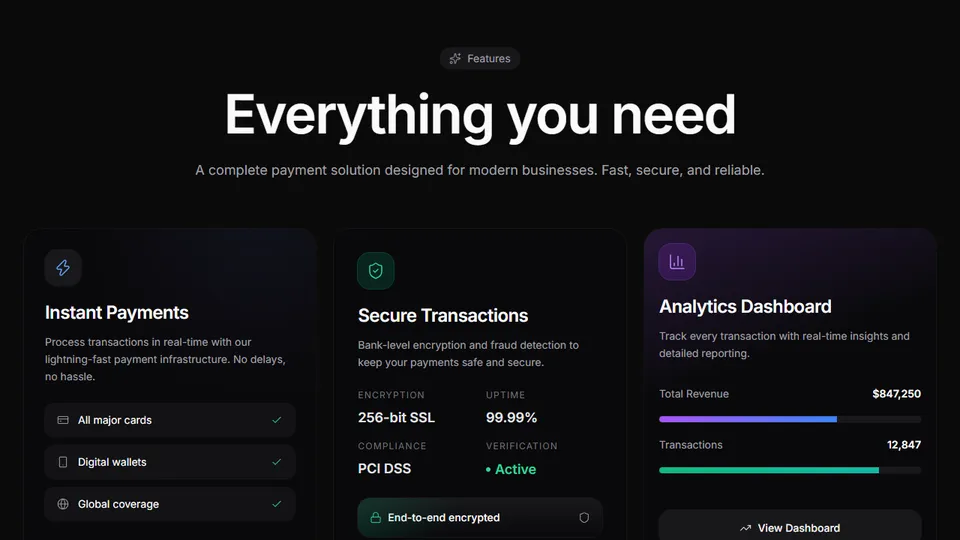 Features
Everything you need
A complete payment solution designed for modern businesses. Fast, secure, and reliable.
Instant Payments
Process transactions in real-time with our
lightning-fast payment infrastructure. No delays,
no hassle.
All major cards
Digital wallets
Global coverage
Secure Transactions
Bank-level encryption and fraud detection to
keep your payments safe and secure.
ENCRYPTION UPTIME
256-bit SSL 99.99%
COMPLIANCE VERIFICATION
PCI DSS Active
End-to-end encrypted
Analytics Dashboard
Track every transaction with real-time insights and
detailed reporting.
Total Revenue $847,250
Transactions 12,847
View Dashboard